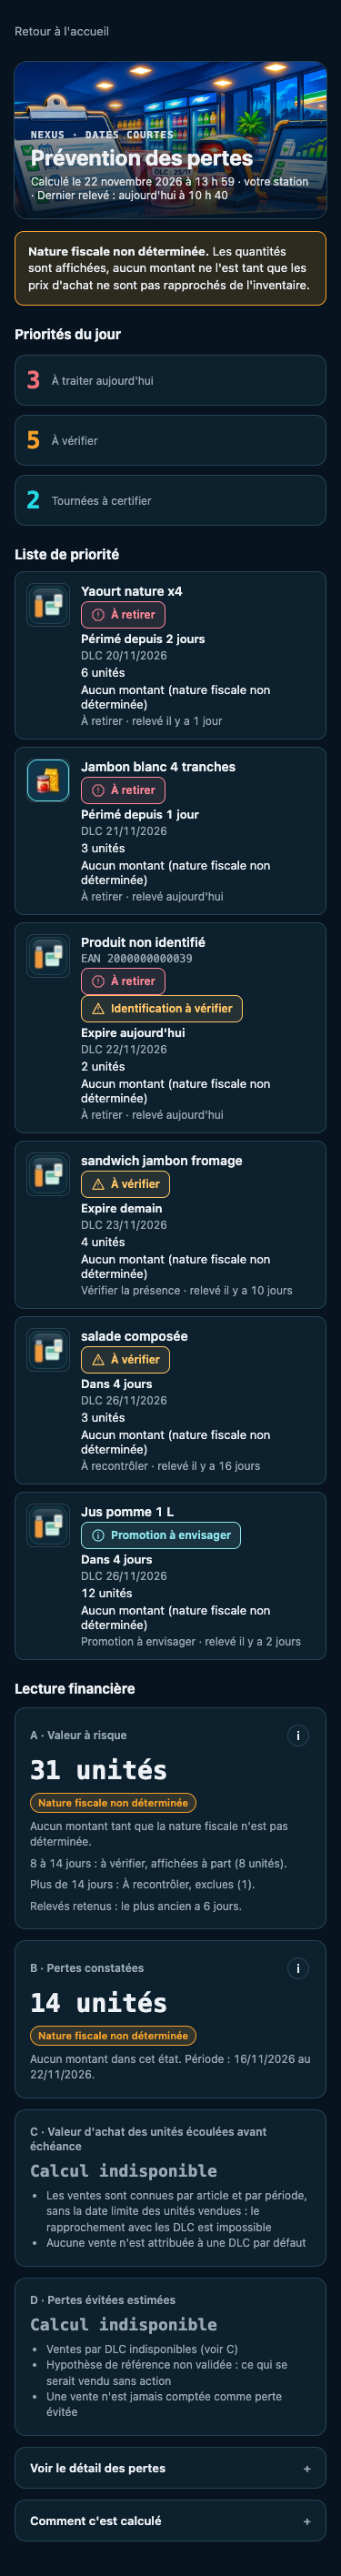 Retour à l'accueil
NEXUS · DATES COURTES
Prévention des pertes
Calculé le 22 novembre 2026 à 13 h 59 · votre station
· Dernier relevé : aujourd'hui à 10 h 40
Nature fiscale non déterminée. Les quantités
sont affichées, aucun montant ne l'est tant que les
prix d'achat ne sont pas rapprochés de l'inventaire.
Priorités du jour
3 À traiter aujourd'hui
5 À vérifier
2 Tournées à certifier
Liste de priorité
Yaourt nature x4
À retirer
Périmé depuis 2 jours
DLC 20/11/2026
6 unités
Aucun montant (nature fiscale non
déterminée)
À retirer · relevé il y a 1 jour
Jambon blanc 4 tranches
À retirer
Périmé depuis 1 jour
DLC 21/11/2026
3 unités
Aucun montant (nature fiscale non
déterminée)
À retirer · relevé aujourd'hui
Produit non identifié
EAN 2000000000039
À retirer
Identification à vérifier
Expire aujourd'hui
DLC 22/11/2026
2 unités
Aucun montant (nature fiscale non
déterminée)
À retirer · relevé aujourd'hui
sandwich jambon fromage
À vérifier
Expire demain
DLC 23/11/2026
4 unités
Aucun montant (nature fiscale non
déterminée)
Vérifier la présence · relevé il y a 10 jours
salade composée
À vérifier
Dans 4 jours
DLC 26/11/2026
3 unités
Aucun montant (nature fiscale non
déterminée)
À recontrôler · relevé il y a 16 jours
Jus pomme 1 L
Promotion à envisager
Dans 4 jours
DLC 26/11/2026
12 unités
Aucun montant (nature fiscale non
déterminée)
Promotion à envisager · relevé il y a 2 jours
Lecture financière
A · Valeur à risque
i
31 unités
Nature fiscale non déterminée
Aucun montant tant que la nature fiscale n'est pas
déterminée.
8 à 14 jours : à vérifier, affichées à part (8 unités).
Plus de 14 jours : À recontrôler, exclues (1).
Relevés retenus : le plus ancien a 6 jours.
B · Pertes constatées
i
14 unités
Nature fiscale non déterminée
Aucun montant dans cet état. Période : 16/11/2026 au
22/11/2026.
C · Valeur d'achat des unités écoulées avant
échéance
Calcul indisponible
• Les ventes sont connues par article et par période,
sans la date limite des unités vendues : le
rapprochement avec les DLC est impossible
• Aucune vente n'est attribuée à une DLC par défaut
D · Pertes évitées estimées
Calcul indisponible
• Ventes par DLC indisponibles (voir C)
• Hypothèse de référence non validée : ce qui se
serait vendu sans action
• Une vente n'est jamais comptée comme perte
évitée
Voir le détail des pertes +
Comment c'est calculé +